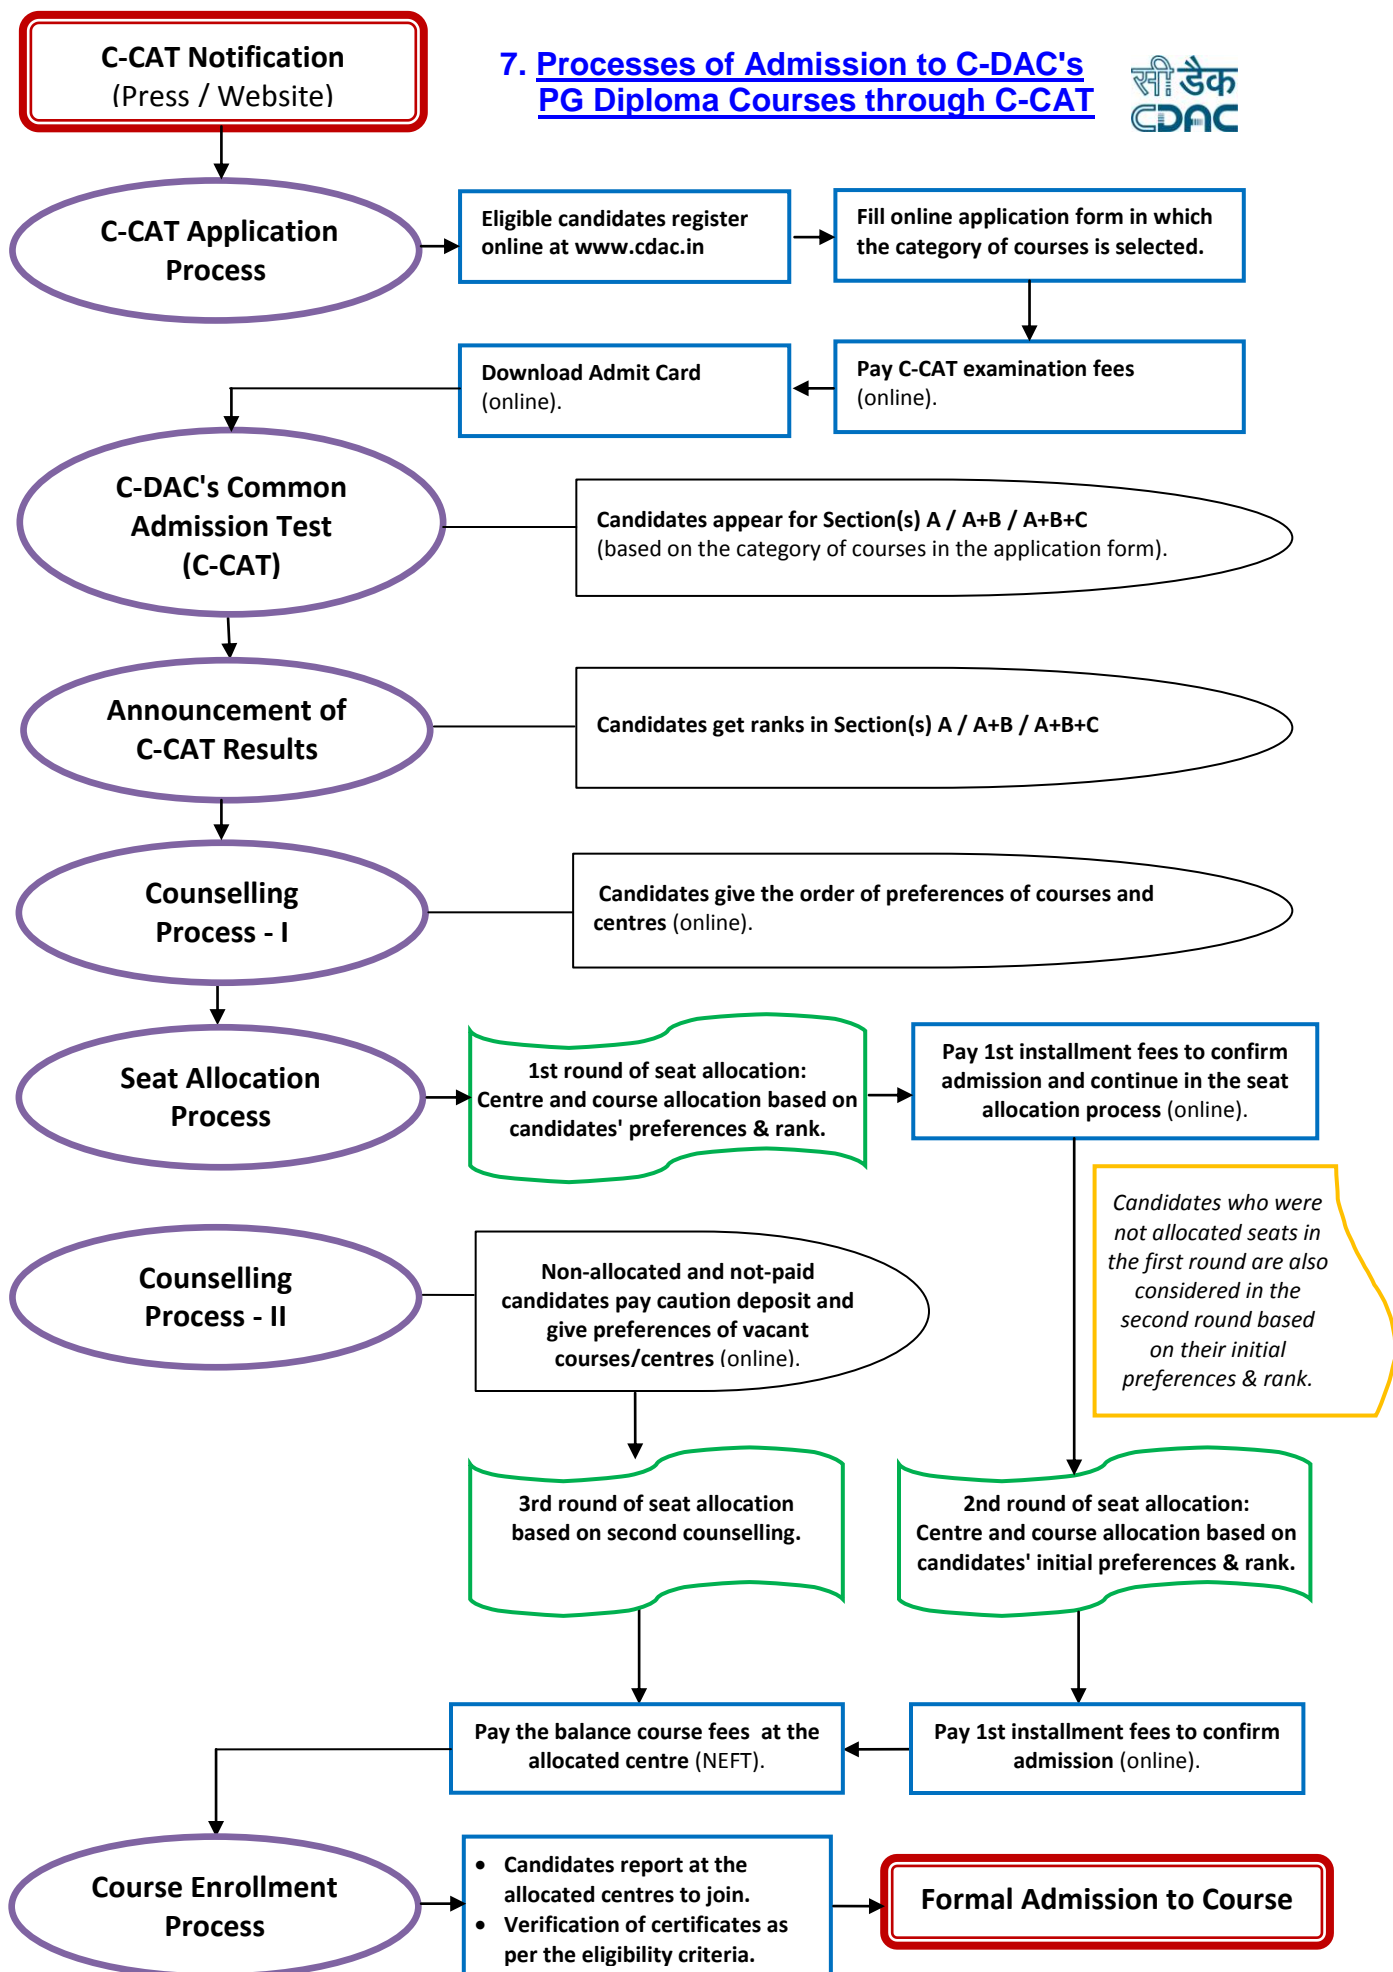 C-CAT Notification
(Press / Website)
7. Processes of Admission to C-DAC's
PG Diploma Courses through C-CAT
सी डैक
CDAC
C-CAT Application
Process
Eligible candidates register
online at www.cdac.in
Fill online application form in which
the category of courses is selected.
Download Admit Card
(online).
Pay C-CAT examination fees
(online).
C-DAC's Common
Admission Test
(C-CAT)
Candidates appear for Section(s) A / A+B / A+B+C
(based on the category of courses in the application form).
Announcement of
C-CAT Results
Candidates get ranks in Section(s) A / A+B / A+B+C
Counselling
Process - I
Candidates give the order of preferences of courses and
centres (online).
Seat Allocation
Process
1st round of seat allocation:
Centre and course allocation based on
candidates' preferences & rank.
Pay 1st installment fees to confirm
admission and continue in the seat
allocation process (online).
Candidates who were
not allocated seats in
the first round are also
considered in the
second round based
on their initial
preferences & rank.
Counselling
Process - II
Non-allocated and not-paid
candidates pay caution deposit and
give preferences of vacant
courses/centres (online).
3rd round of seat allocation
based on second counselling.
2nd round of seat allocation:
Centre and course allocation based on
candidates' initial preferences & rank.
Pay the balance course fees at the
allocated centre (NEFT).
Pay 1st installment fees to confirm
admission (online).
Course Enrollment
Process
• Candidates report at the
allocated centres to join.
• Verification of certificates as
per the eligibility criteria.
Formal Admission to Course